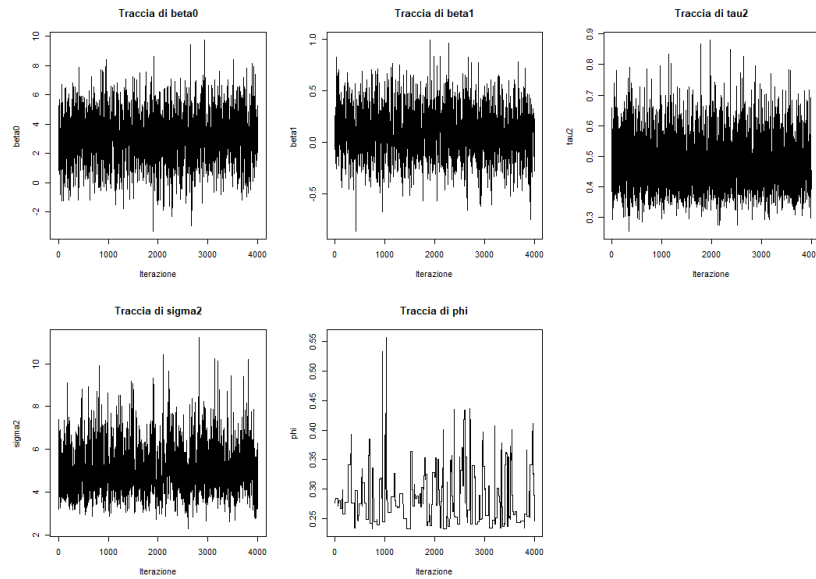 Traccia di beta0
beta0
10
8
6
4
2
0
-2
0 1000 2000 3000 4000
Iterazione
Traccia di beta1
beta1
1.0
0.5
0.0
-0.5
0 1000 2000 3000 4000
Iterazione
Traccia di tau2
tau2
0.9
0.8
0.7
0.6
0.5
0.4
0.3
0 1000 2000 3000 4000
Iterazione
Traccia di sigma2
sigma2
10
8
6
4
2
0 1000 2000 3000 4000
Iterazione
Traccia di phi
phi
0.55
0.50
0.45
0.40
0.35
0.30
0.25
0 1000 2000 3000 4000
Iterazione